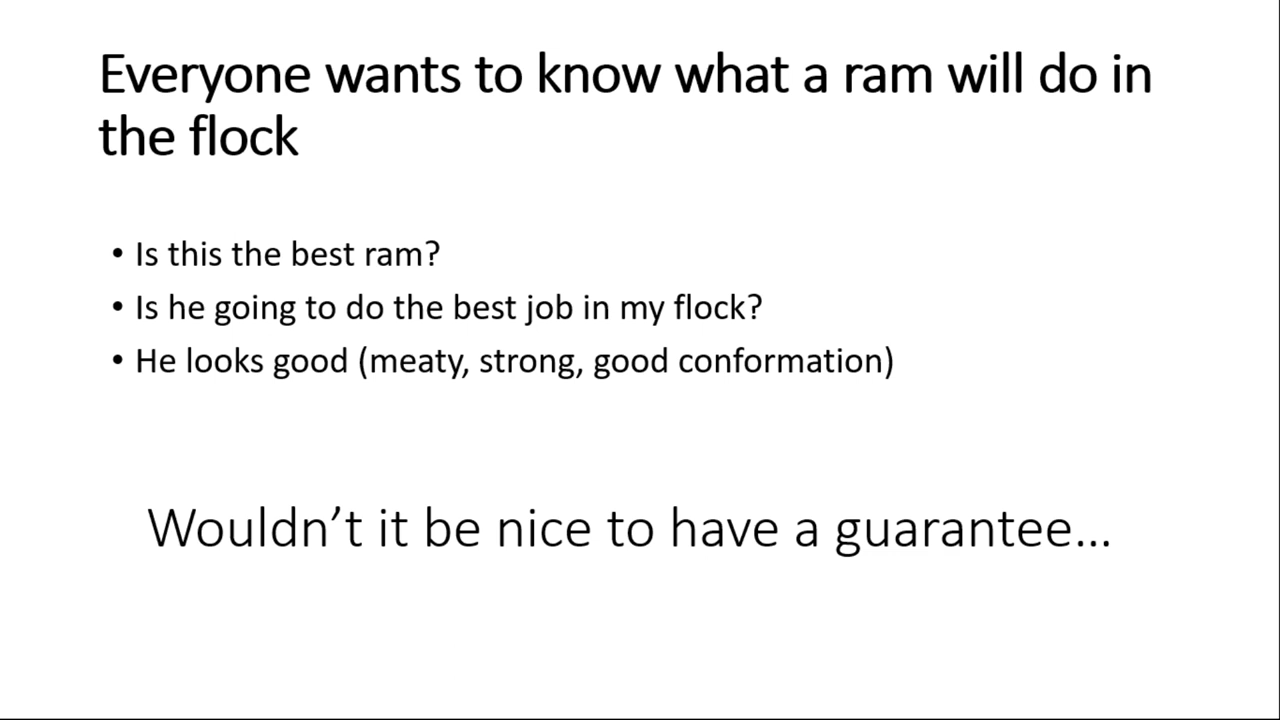 Everyone wants to know what a ram will do in
the flock
• Is this the best ram?
• Is he going to do the best job in my flock?
• He looks good (meaty, strong, good conformation)
Wouldn’t it be nice to have a guarantee…